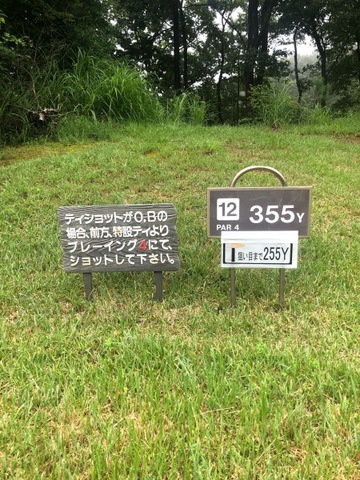 ティショットがO,Bの
場合、前方、特設ティより
プレーイング4にて、
ショットして下さい。
12 355Y
PAR 4
狙い目まで255Y